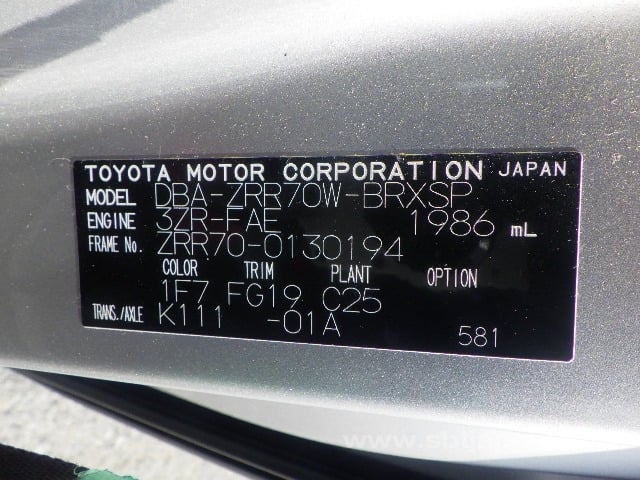 TOYOTA MOTOR CORPORATION JAPAN
MODEL DBA-ZRR70W-BRXSP
ENGINE 3ZR-FAE 1986 mL
FRAME No. ZRR70-0130194
COLOR TRIM PLANT OPTION
1F7 FG19 C25
TRANS./AXLE K111 -01A
581